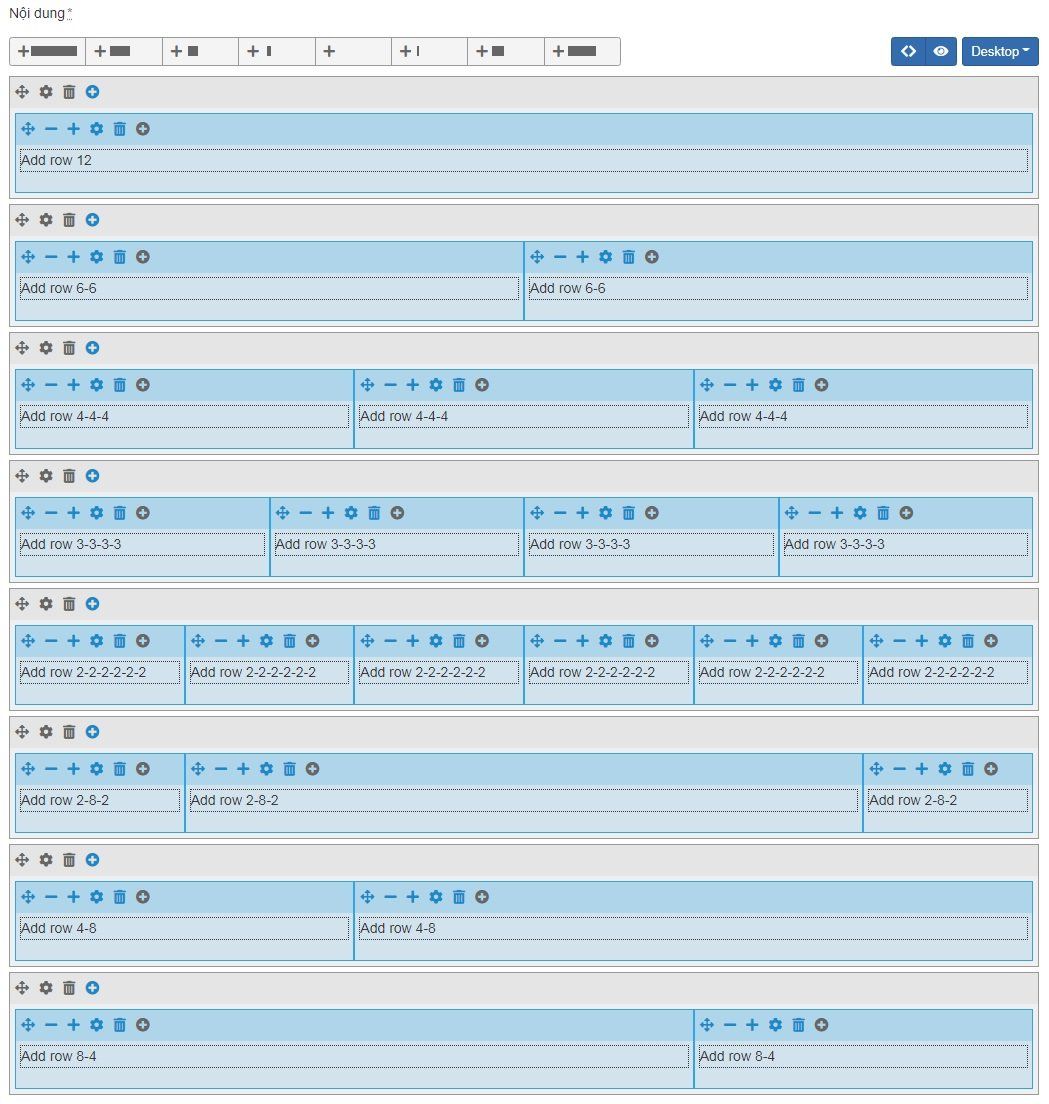 Nội dung *
Desktop
Add row 12
Add row 6-6 Add row 6-6
Add row 4-4-4 Add row 4-4-4 Add row 4-4-4
Add row 3-3-3-3 Add row 3-3-3-3 Add row 3-3-3-3 Add row 3-3-3-3
Add row 2-2-2-2-2-2 Add row 2-2-2-2-2-2 Add row 2-2-2-2-2-2 Add row 2-2-2-2-2-2 Add row 2-2-2-2-2-2 Add row 2-2-2-2-2-2
Add row 2-8-2 Add row 2-8-2 Add row 2-8-2
Add row 4-8 Add row 4-8
Add row 8-4 Add row 8-4